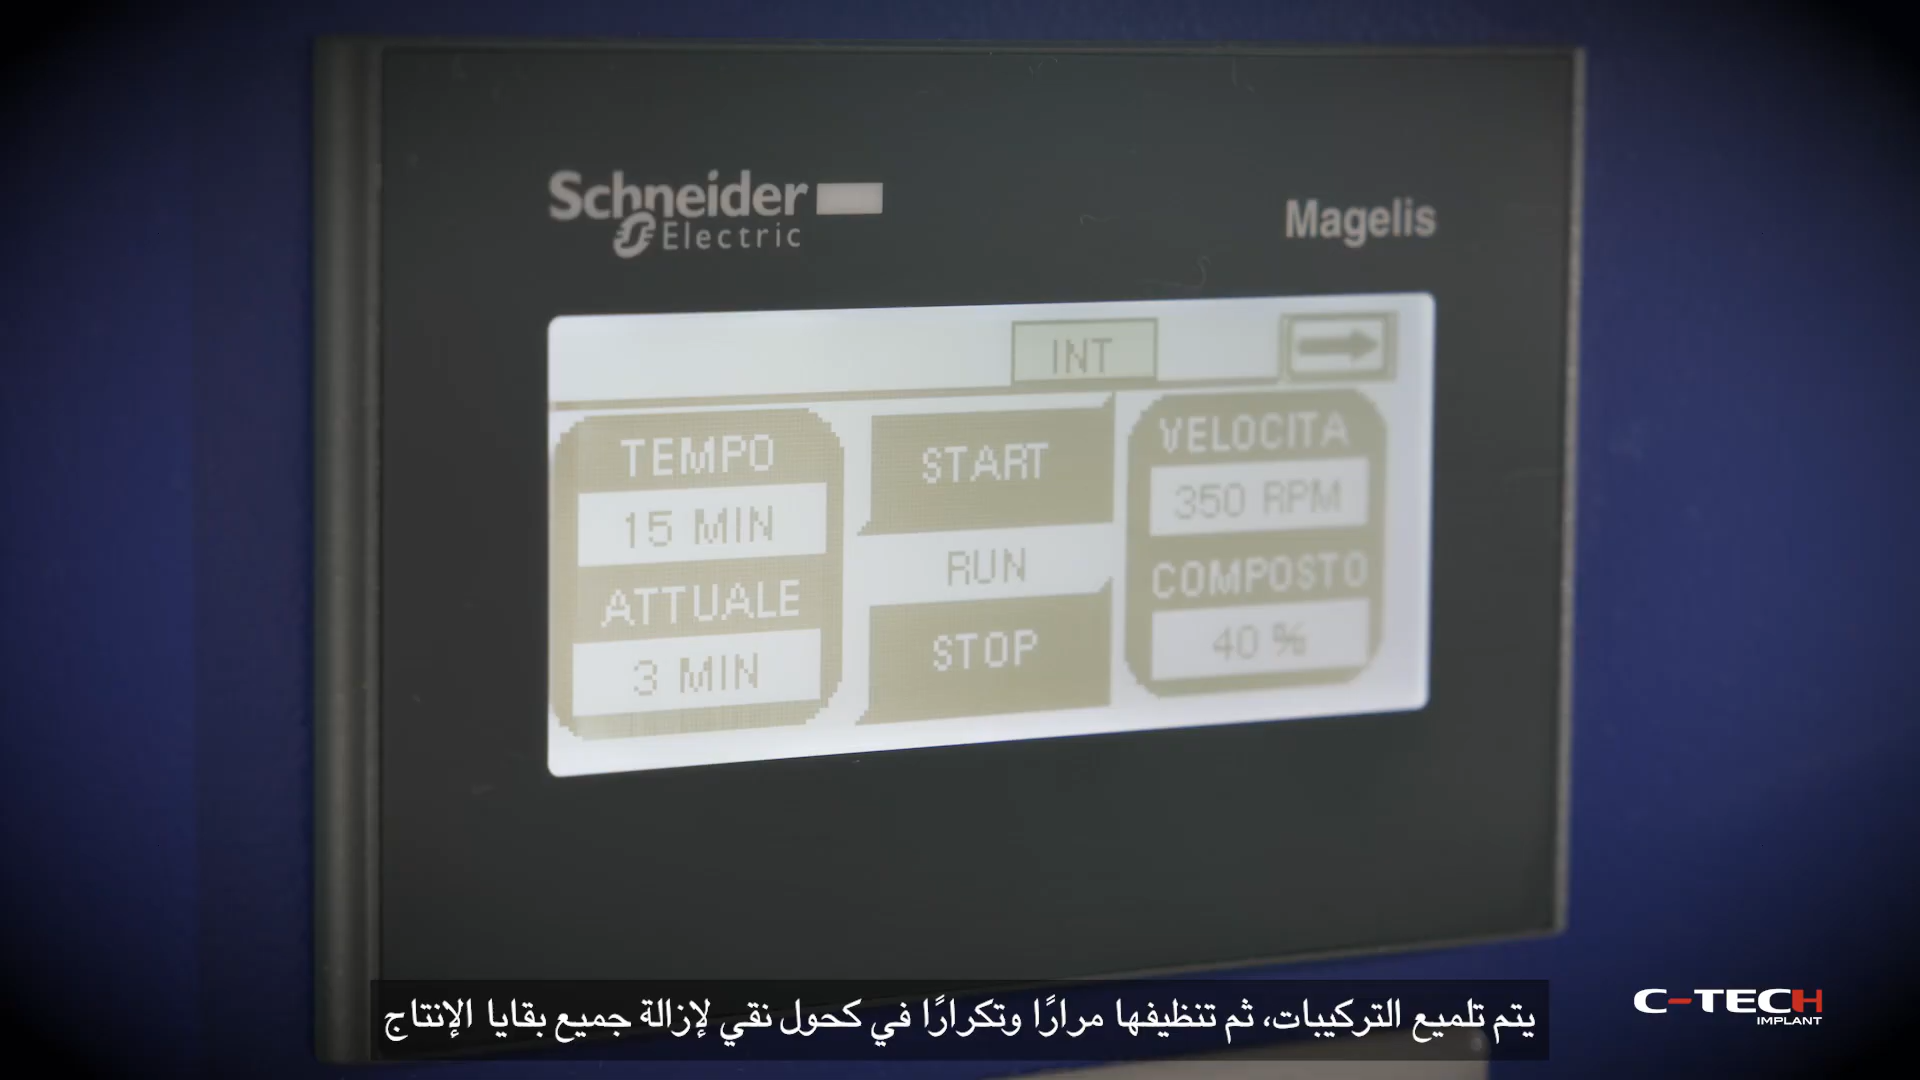 Schneider
Electric
Magelis
INT
TEMPO
15 MIN
ATTUALE
3 MIN
START
RUN
STOP
VELOCITA
350 RPM
COMPOSTO
40 %
يتم تلميع التركيبات، ثم تنظيفها مرارًا وتكرارًا في كحول نقي لإزالة جميع بقايا الإنتاج
C-TECH
IMPLANT